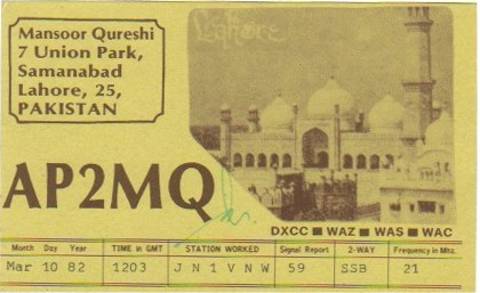 Mansoor Qureshi
7 Union Park,
Samanabad
Lahore, 25,
PAKISTAN
Lahore
AP2MQ
DXCC ■ WAZ ■ WAS ■ WAC
Month Day Year TIME in GMT STATION WORKED Signal Report 2-WAY Frequency in Mhz.
Mar 10 82 1203 JN1VNW 59 SSB 21